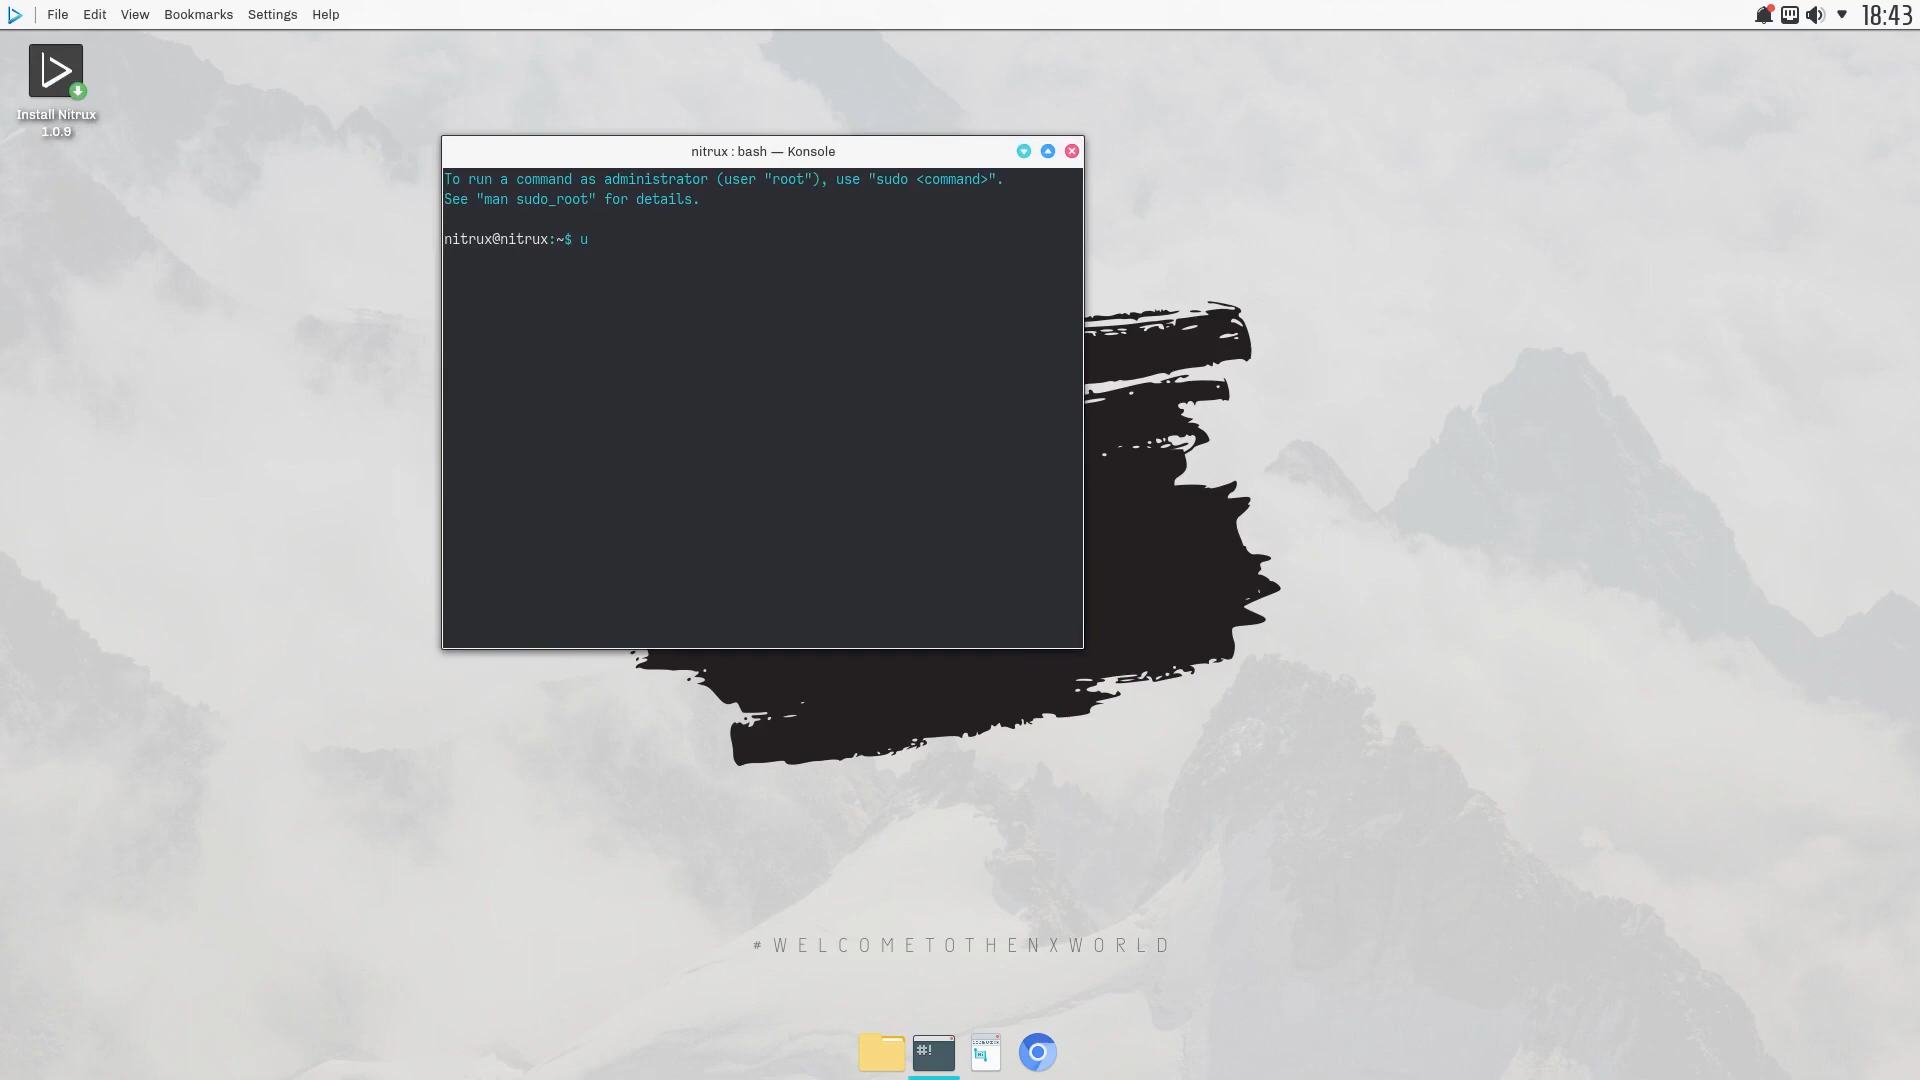 File Edit View Bookmarks Settings Help
18:43
Install Nitrux
1.0.9
nitrux : bash — Konsole
To run a command as administrator (user "root"), use "sudo <command>".
See "man sudo_root" for details.
nitrux@nitrux:~$ u
#WELCOMETOTHENXWORLD
#!